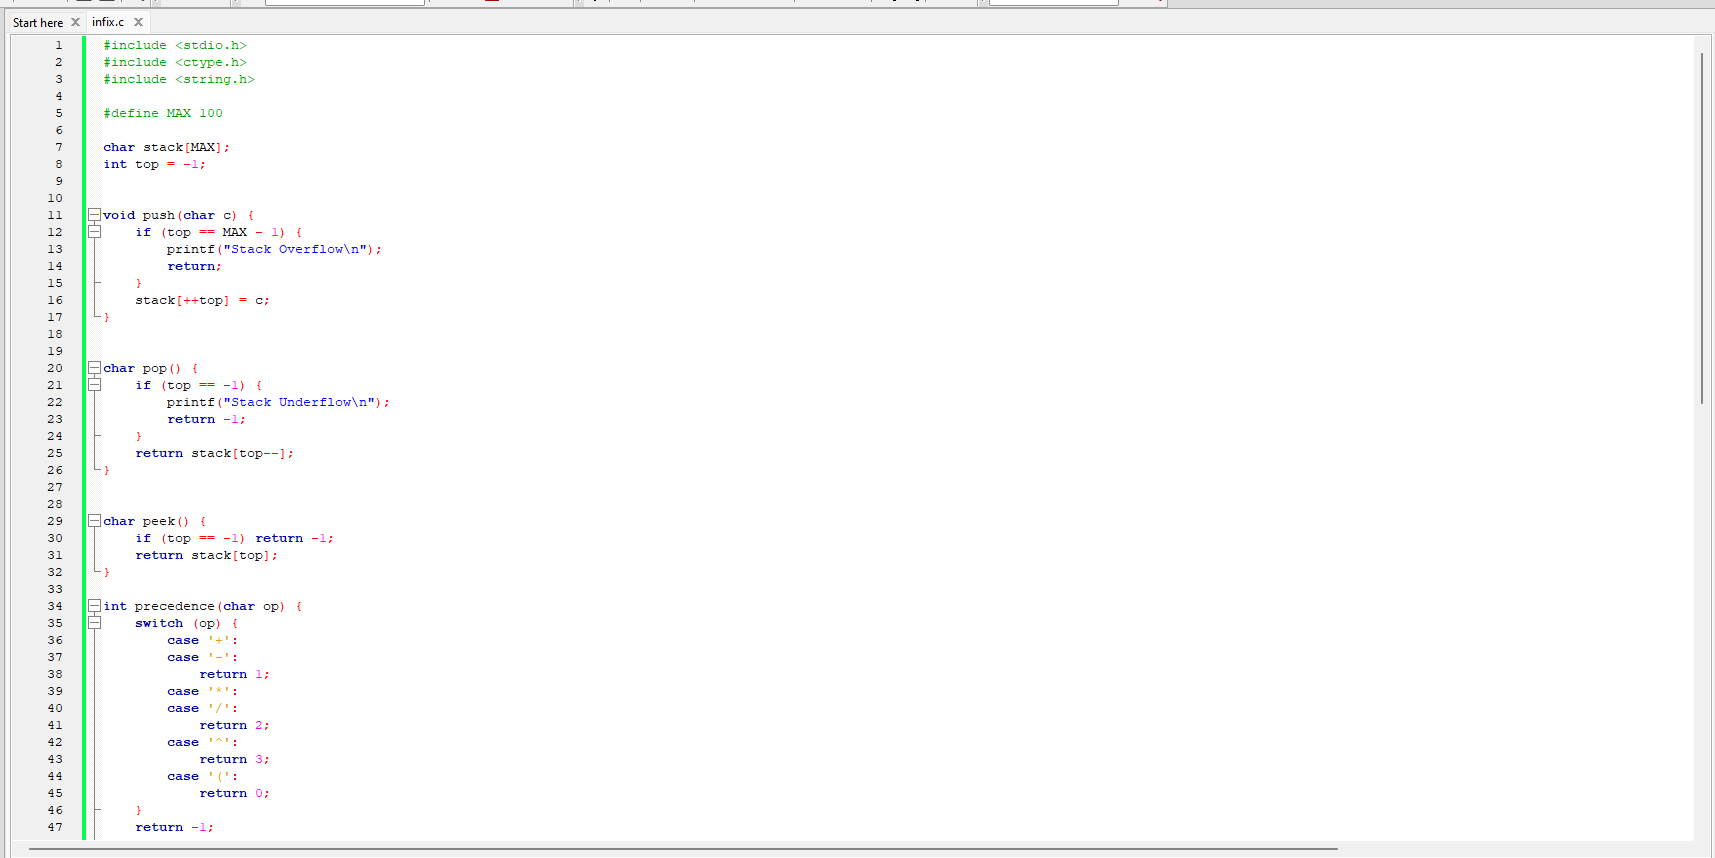 Start here × infix.c ×
1 #include <stdio.h>
2 #include <ctype.h>
3 #include <string.h>
4
5 #define MAX 100
6
7 char stack[MAX];
8 int top = -1;
9
10
11 void push(char c) {
12     if (top == MAX - 1) {
13         printf("Stack Overflow\n");
14         return;
15     }
16     stack[++top] = c;
17 }
18
19
20 char pop() {
21     if (top == -1) {
22         printf("Stack Underflow\n");
23         return -1;
24     }
25     return stack[top--];
26 }
27
28
29 char peek() {
30     if (top == -1) return -1;
31     return stack[top];
32 }
33
34 int precedence(char op) {
35     switch (op) {
36         case '+':
37         case '-':
38             return 1;
39         case '*':
40         case '/':
41             return 2;
42         case '^':
43             return 3;
44         case '(':
45             return 0;
46     }
47     return -1;